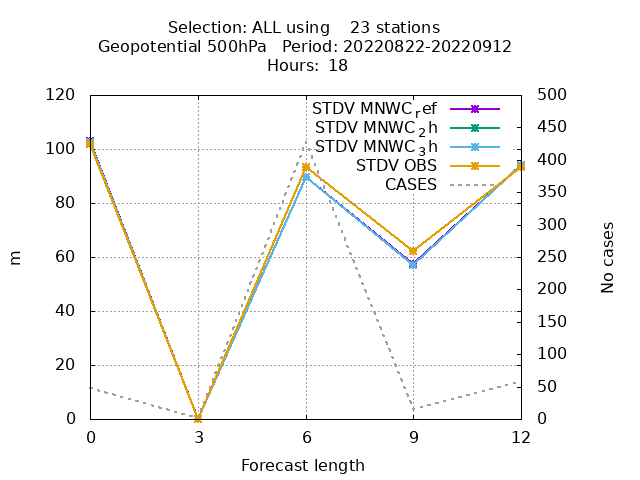 Selection: ALL using    23 stations
Geopotential 500hPa   Period: 20220822-20220912
Hours: 18
STDV MNWC_ref
STDV MNWC_2h
STDV MNWC_3h
STDV OBS
CASES
120
100
80
60
40
20
0
m
500
450
400
350
300
250
200
150
100
50
0
No cases
0 3 6 9 12
Forecast length